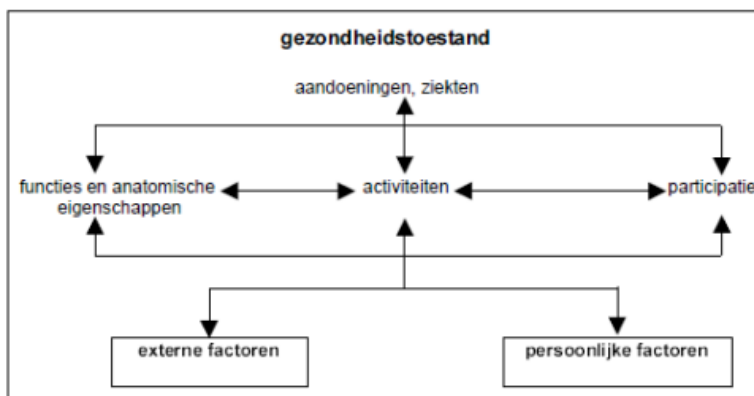 gezondheidstoestand
aandoeningen, ziekten
functies en anatomische
eigenschappen
activiteiten
participatie
externe factoren
persoonlijke factoren